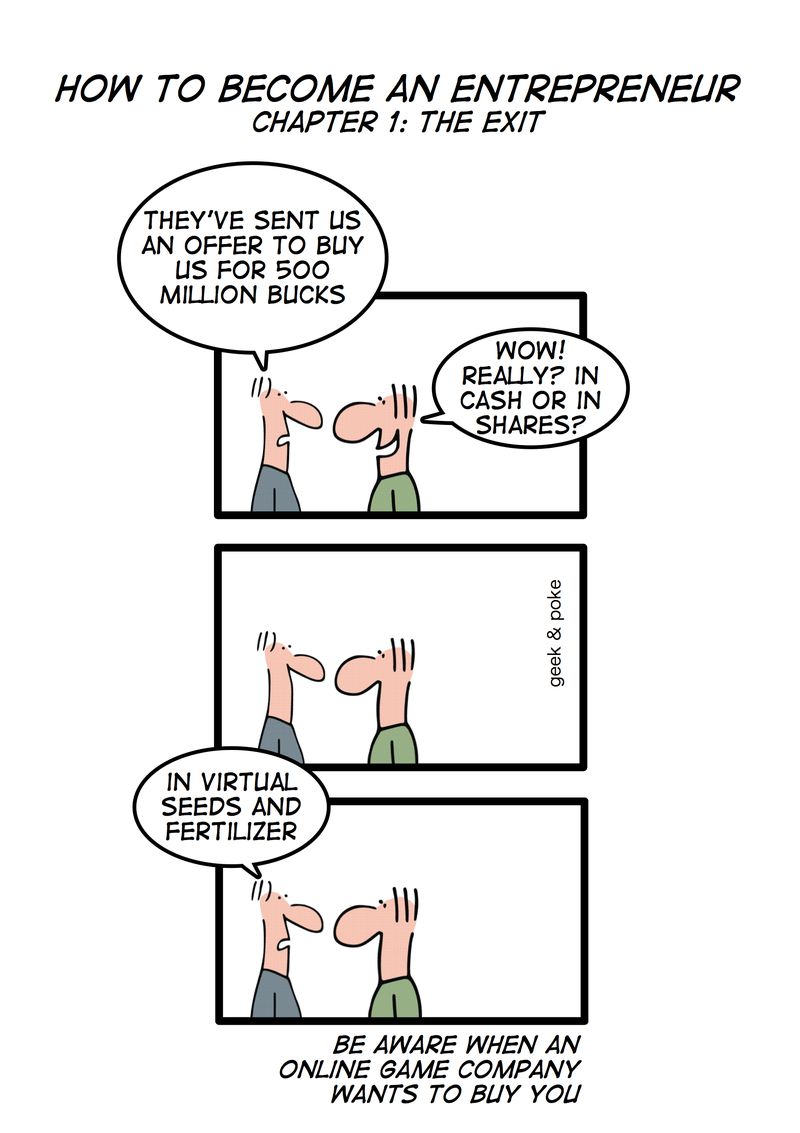 HOW TO BECOME AN ENTREPRENEUR
CHAPTER 1: THE EXIT
THEY'VE SENT US
AN OFFER TO BUY
US FOR 500
MILLION BUCKS
WOW!
REALLY? IN
CASH OR IN
SHARES?
geek & poke
IN VIRTUAL
SEEDS AND
FERTILIZER
BE AWARE WHEN AN
ONLINE GAME COMPANY
WANTS TO BUY YOU